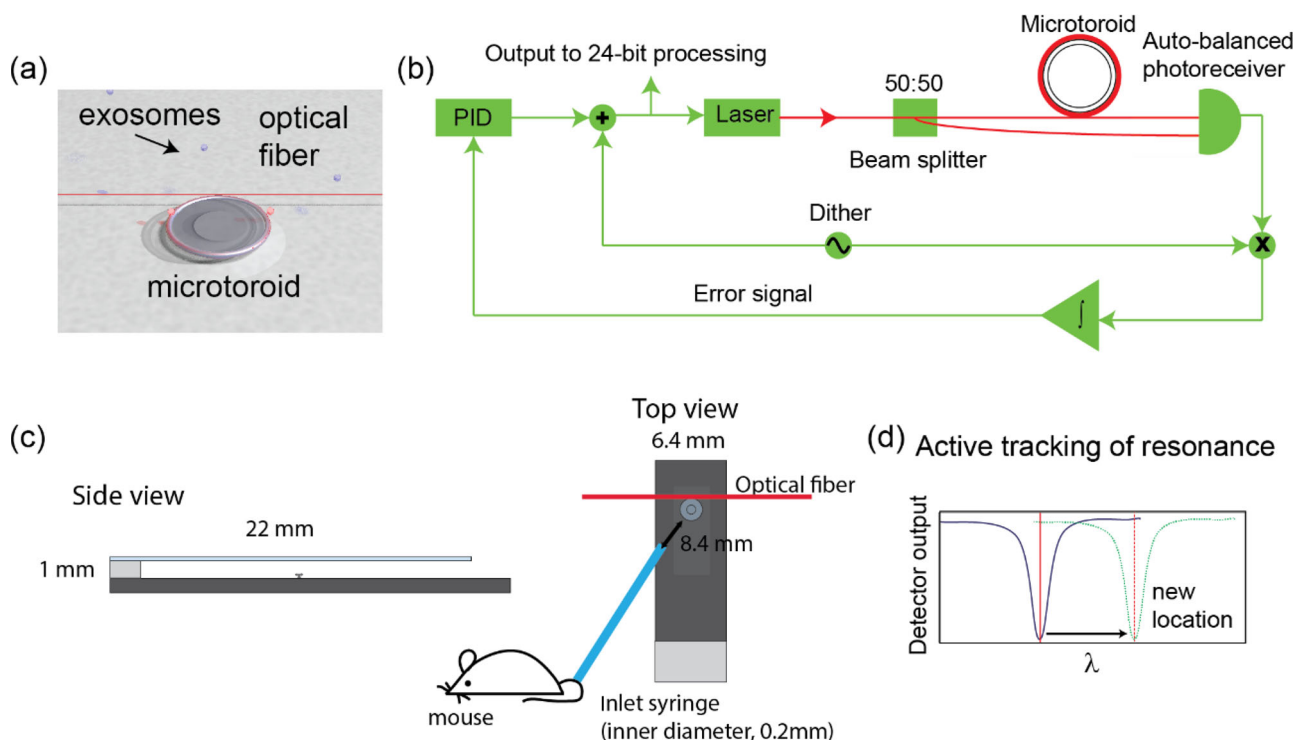 (a)
exosomes
optical
fiber
microtoroid
(b)
Output to 24-bit processing
PID
+
Laser
50:50
Beam splitter
Microtoroid
Auto-balanced
photoreceiver
Dither
x
Error signal
∫
(c)
Side view
22 mm
1 mm
Top view
6.4 mm
Optical fiber
8.4 mm
mouse
Inlet syringe
(inner diameter, 0.2mm)
(d) Active tracking of resonance
Detector output
new
location
λ